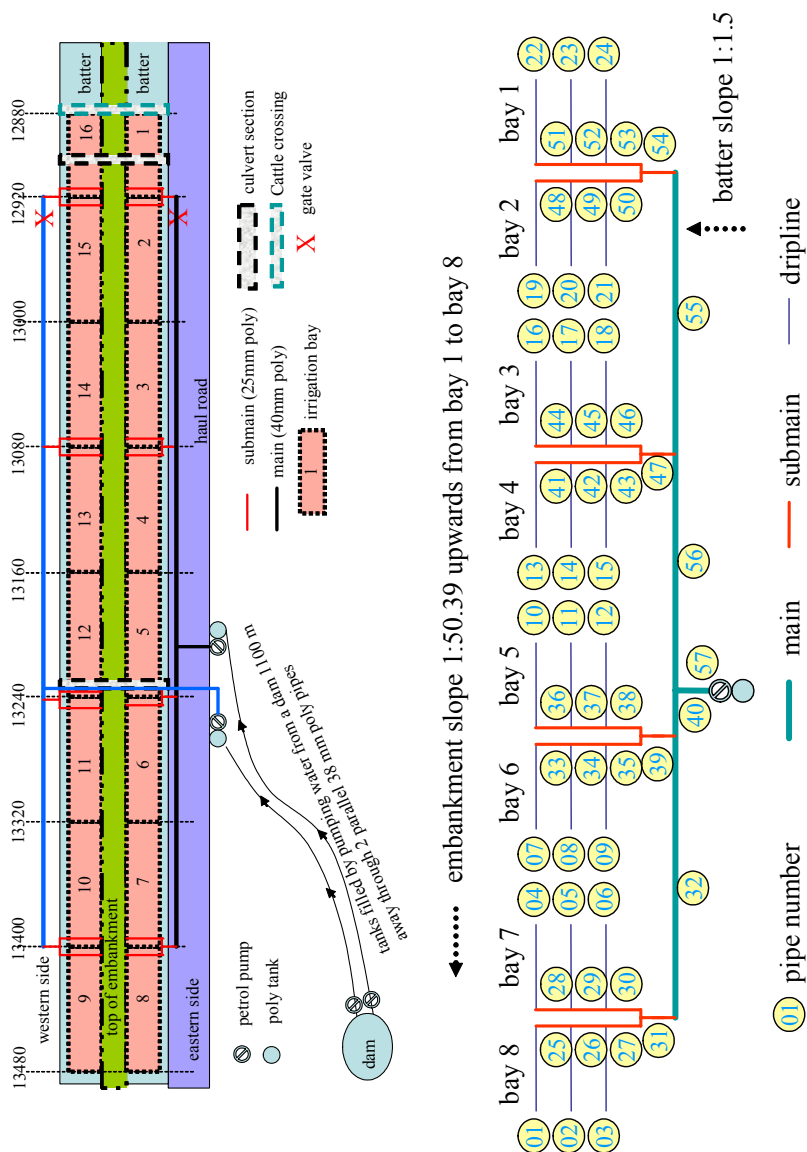 13480
13400
13320
13240
13160
13080
13000
12920
12880
western side
X
9
10
11
12
13
14
15
16
batter
top of embankment
8
7
6
5
4
3
2
1
batter
X
eastern side
haul road
petrol pump
poly tank
dam
tanks filled by pumping water from a dam 1100 m
away through 2 parallel 38 mm poly pipes
submain (25mm poly)
main (40mm poly)
1
irrigation bay
culvert section
Cattle crossing
X
gate valve
embankment slope 1:50.39 upwards from bay 1 to bay 8
bay 8
bay 7
bay 6
bay 5
bay 4
bay 3
bay 2
bay 1
01
04
07
10
13
16
19
22
02
05
08
11
14
17
20
23
03
06
09
12
15
18
21
24
25
28
33
36
41
44
48
51
26
29
34
37
42
45
49
52
27
30
35
38
43
46
50
53
31
39
47
54
32
40
57
56
55
batter slope 1:1.5
01
pipe number
main
submain
dripline